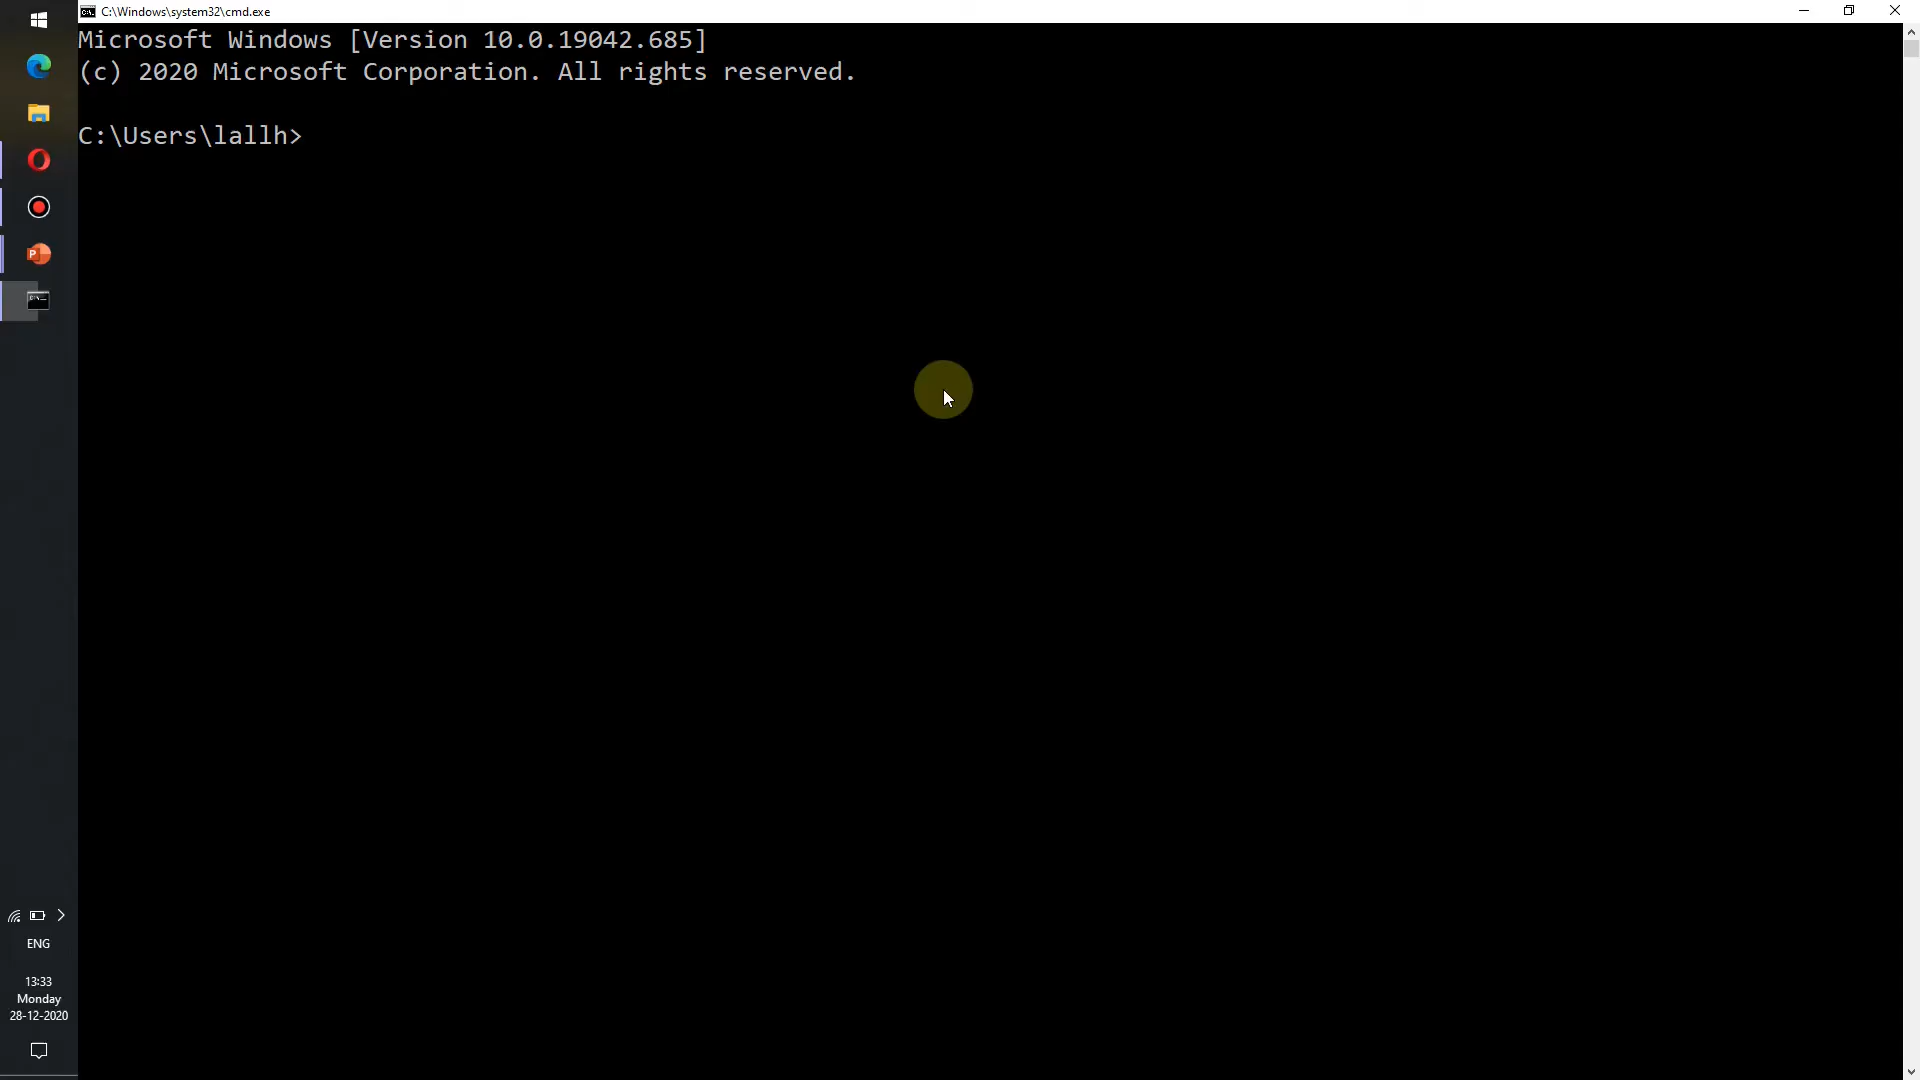 C:\Windows\system32\cmd.exe
Microsoft Windows [Version 10.0.19042.685]
(c) 2020 Microsoft Corporation. All rights reserved.
C:\Users\lallh>
ENG
13:33
Monday
28-12-2020